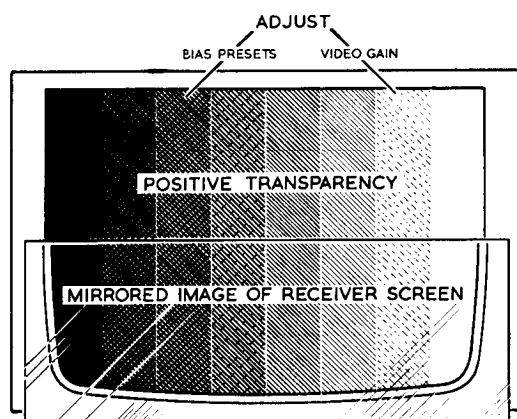 ADJUST
BIAS PRESETS VIDEO GAIN
POSITIVE TRANSPARENCY
MIRRORED IMAGE OF RECEIVER SCREEN